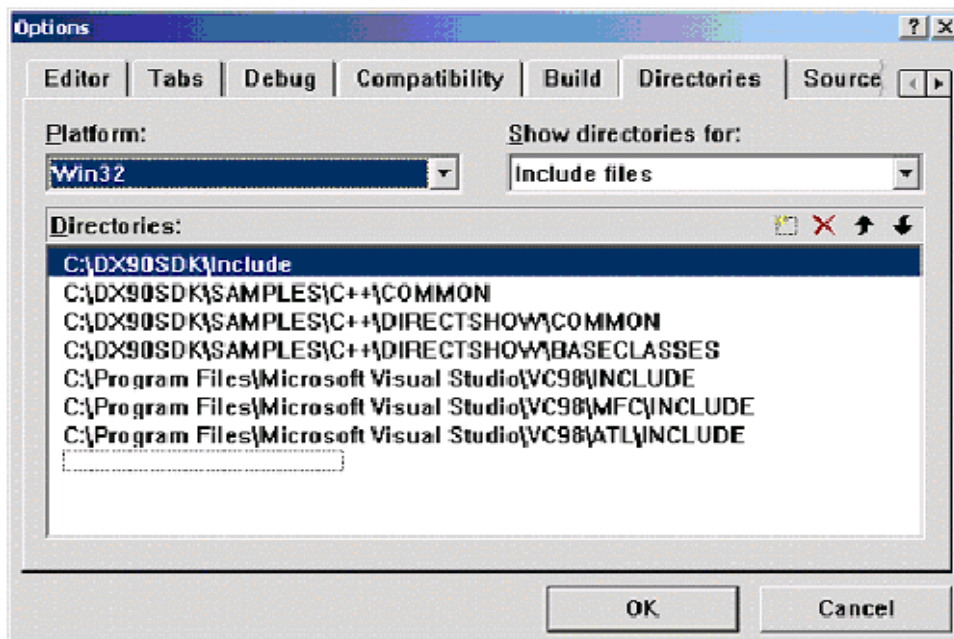 Options
Editor Tabs Debug Compatibility Build Directories Source
Platform: Show directories for:
Win32 Include files
Directories:
C:\DX90SDK\Include
C:\DX90SDK\SAMPLES\C++\COMMON
C:\DX90SDK\SAMPLES\C++\DIRECTSHOW\COMMON
C:\DX90SDK\SAMPLES\C++\DIRECTSHOW\BASECLASSES
C:\Program Files\Microsoft Visual Studio\VC98\INCLUDE
C:\Program Files\Microsoft Visual Studio\VC98\MFC\INCLUDE
C:\Program Files\Microsoft Visual Studio\VC98\ATL\INCLUDE
OK Cancel